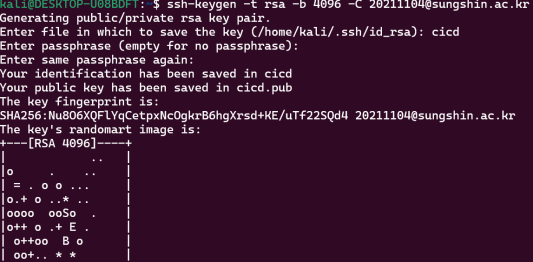 kali@DESKTOP-U08BDFT:~$ ssh-keygen -t rsa -b 4096 -C 20211104@sungshin.ac.kr
Generating public/private rsa key pair.
Enter file in which to save the key (/home/kali/.ssh/id_rsa): cicd
Enter passphrase (empty for no passphrase):
Enter same passphrase again:
Your identification has been saved in cicd
Your public key has been saved in cicd.pub
The key fingerprint is:
SHA256:Nu8O6XQFlYqCetpxNcOgkrB6hgXrsd+KE/uTf22SQd4 20211104@sungshin.ac.kr
The key's randomart image is:
+---[RSA 4096]----+
|           ..    |
|o     .    ..    |
| = . o o ...     |
|o.+ o ..* ..     |
|oooo  ooSo  .    |
|o++ o .+ E .     |
| o++oo  B o      |
| oo+.. * *       |